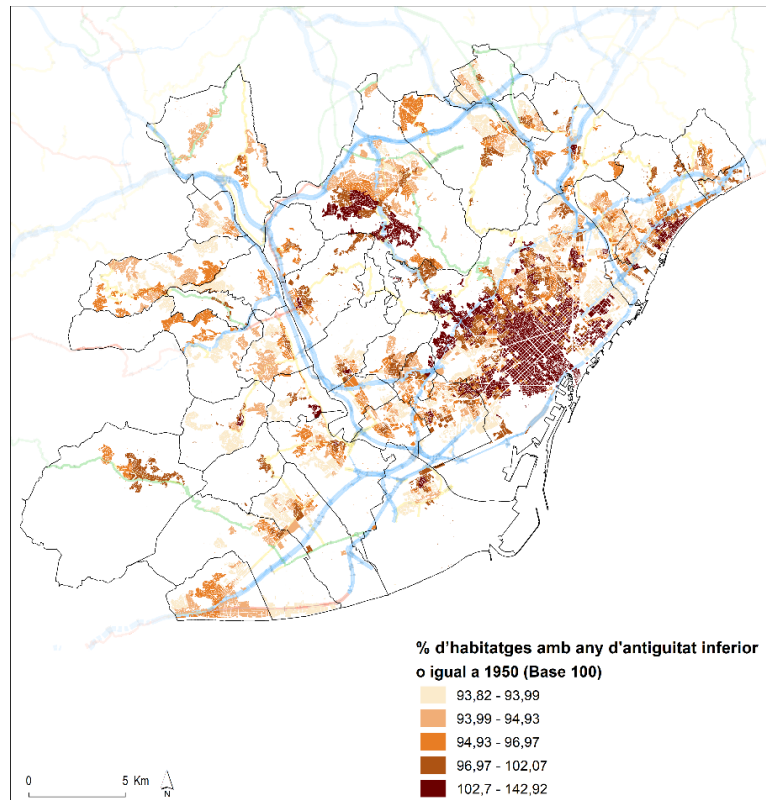 % d'habitatges amb any d'antiguitat inferior
o igual a 1950 (Base 100)
93,82 - 93,99
93,99 - 94,93
94,93 - 96,97
96,97 - 102,07
102,7 - 142,92
0 5 Km
N